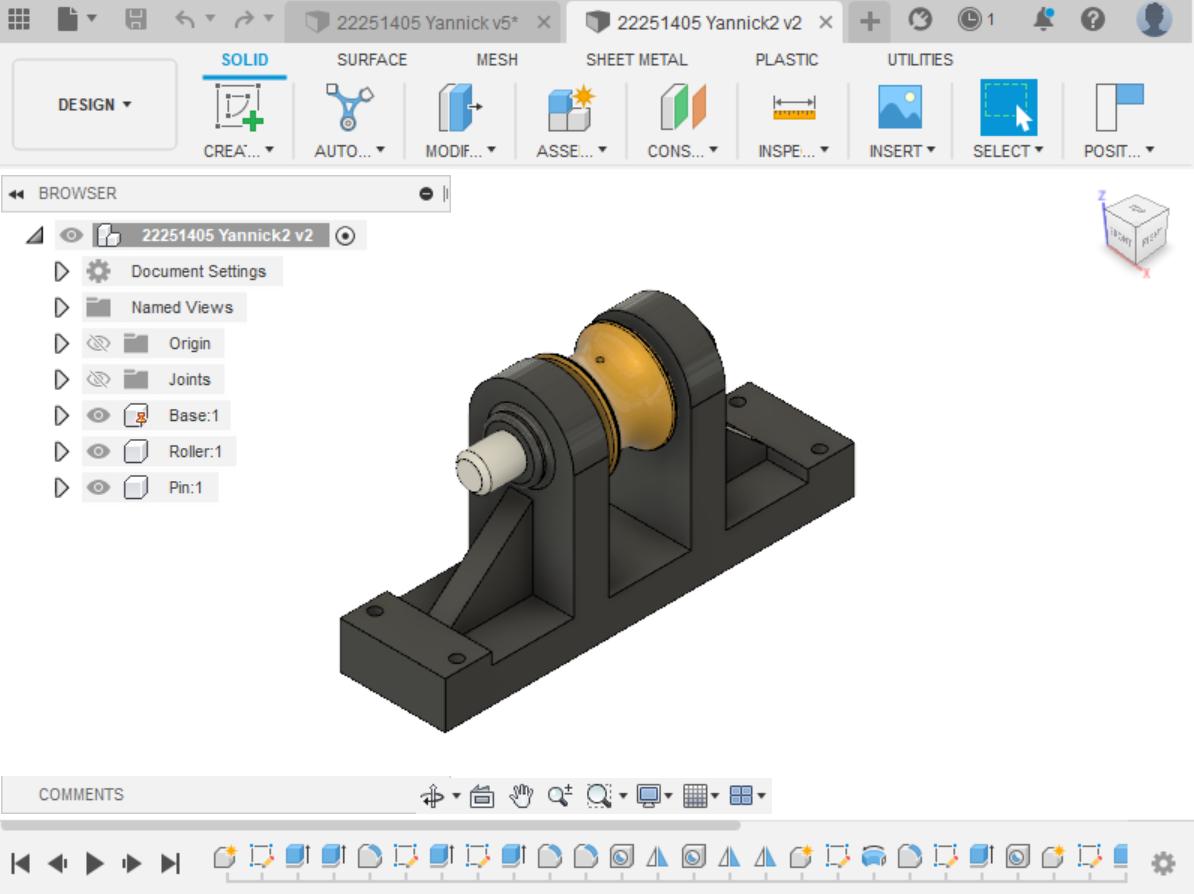 22251405 Yannick v5*
22251405 Yannick2 v2
1
SOLID
SURFACE
MESH
SHEET METAL
PLASTIC
UTILITIES
DESIGN
CREA...
AUTO...
MODIF...
ASSE...
CONS...
INSPE...
INSERT
SELECT
POSIT...
BROWSER
22251405 Yannick2 v2
Document Settings
Named Views
Origin
Joints
Base:1
Roller:1
Pin:1
Z
TOP
FRONT
RIGHT
X
COMMENTS